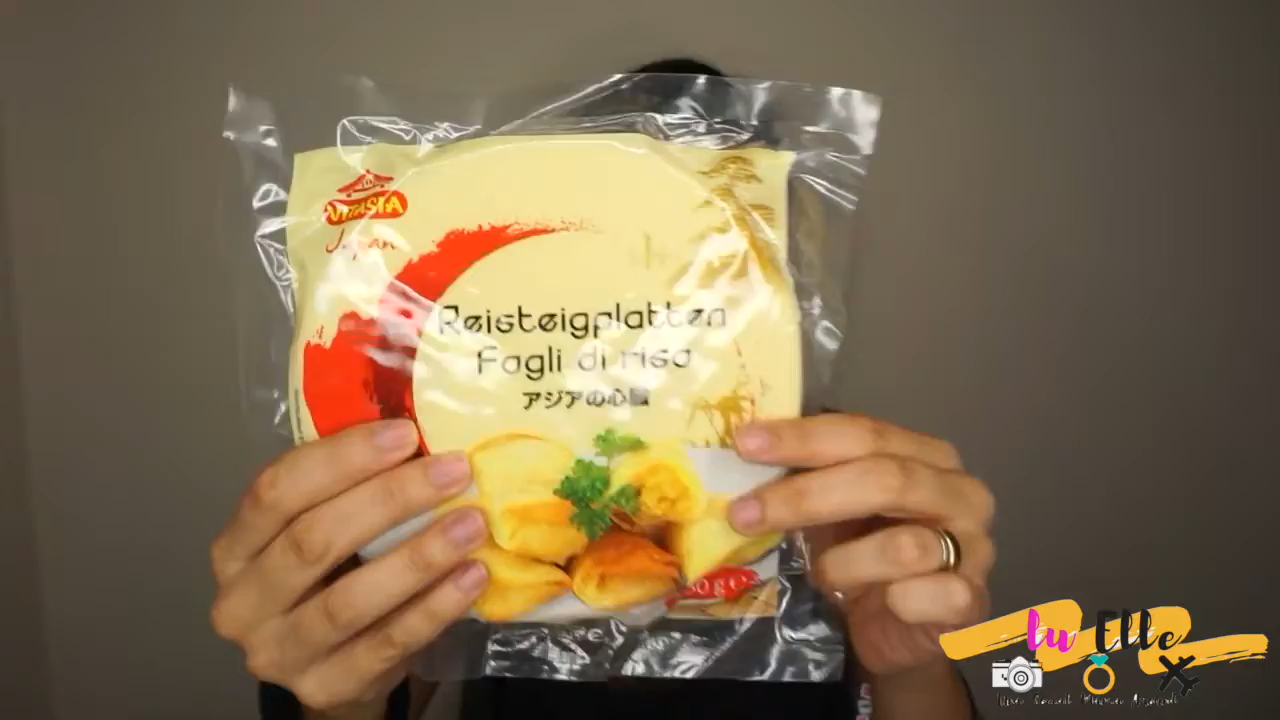 VITASIA
Japan
Reisteigplatten
Fogli di riso
アジアの心臓
Lu Elle